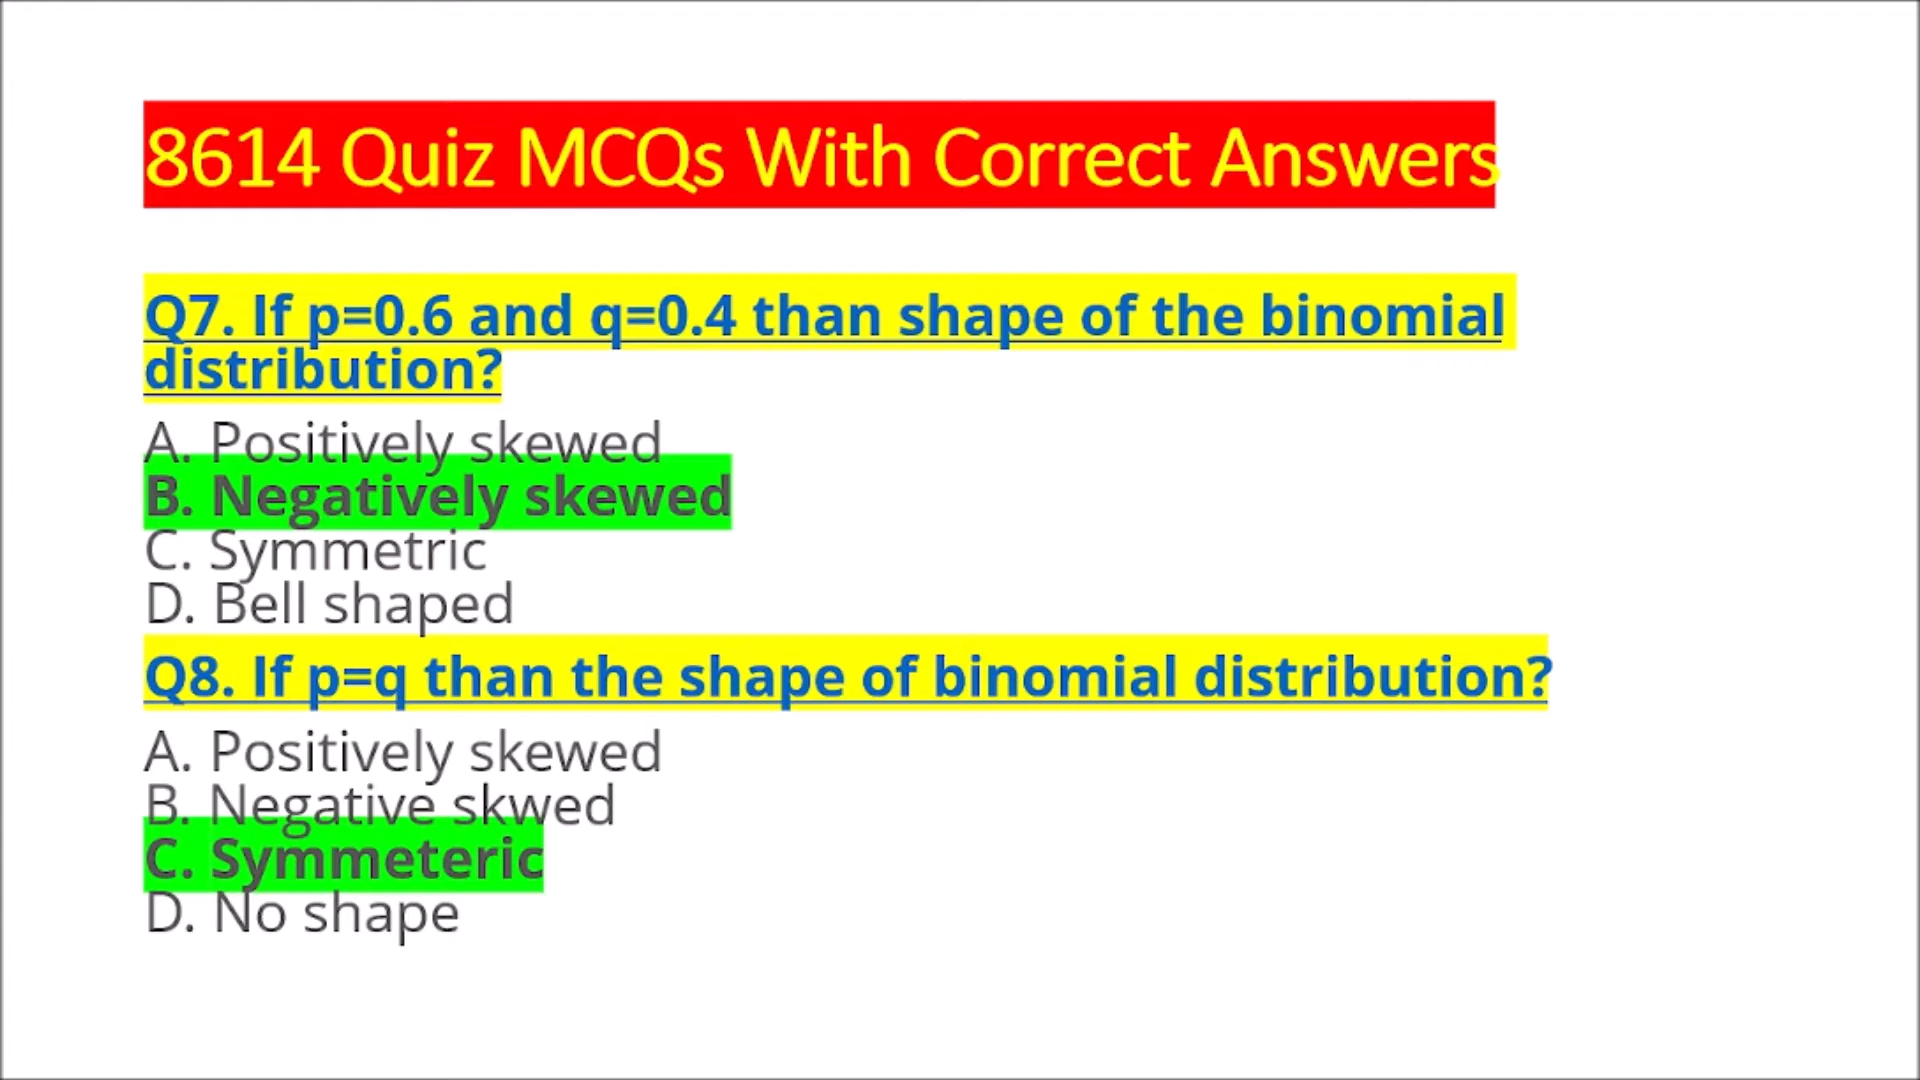 8614 Quiz MCQs With Correct Answers
Q7. If p=0.6 and q=0.4 than shape of the binomial
distribution?
A. Positively skewed
B. Negatively skewed
C. Symmetric
D. Bell shaped
Q8. If p=q than the shape of binomial distribution?
A. Positively skewed
B. Negative skwed
C. Symmeteric
D. No shape